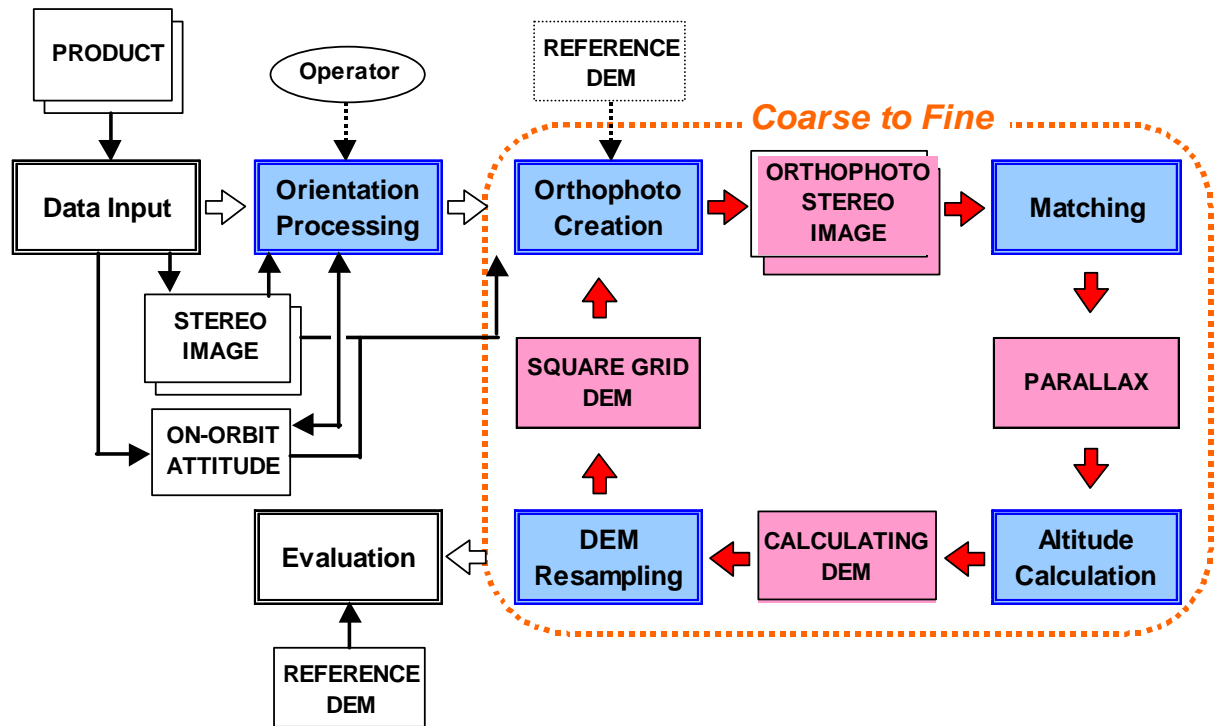 PRODUCT
Operator
REFERENCE
DEM
Coarse to Fine
Data Input
Orientation
Processing
Orthophoto
Creation
ORTHOPHOTO
STEREO
IMAGE
Matching
STEREO
IMAGE
SQUARE GRID
DEM
PARALLAX
ON-ORBIT
ATTITUDE
Evaluation
DEM
Resampling
CALCULATING
DEM
Altitude
Calculation
REFERENCE
DEM